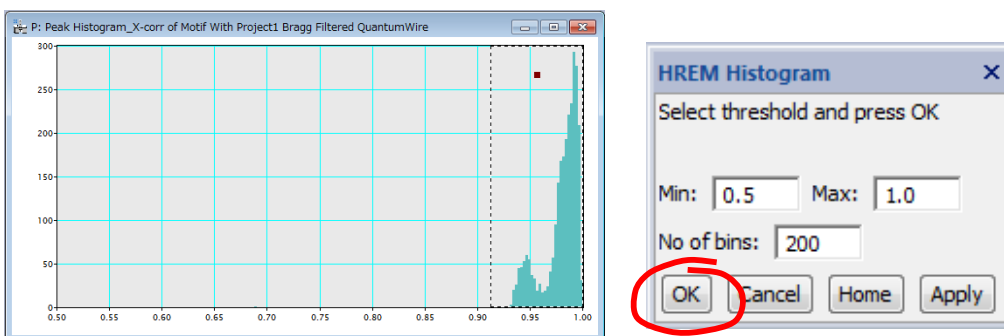 P: Peak Histogram_X-corr of Motif With Project1 Bragg Filtered QuantumWire
300
250
200
150
100
50
0
0.50 0.55 0.60 0.65 0.70 0.75 0.80 0.85 0.90 0.95 1.00
HREM Histogram
Select threshold and press OK
Min: 0.5 Max: 1.0
No of bins: 200
OK Cancel Home Apply